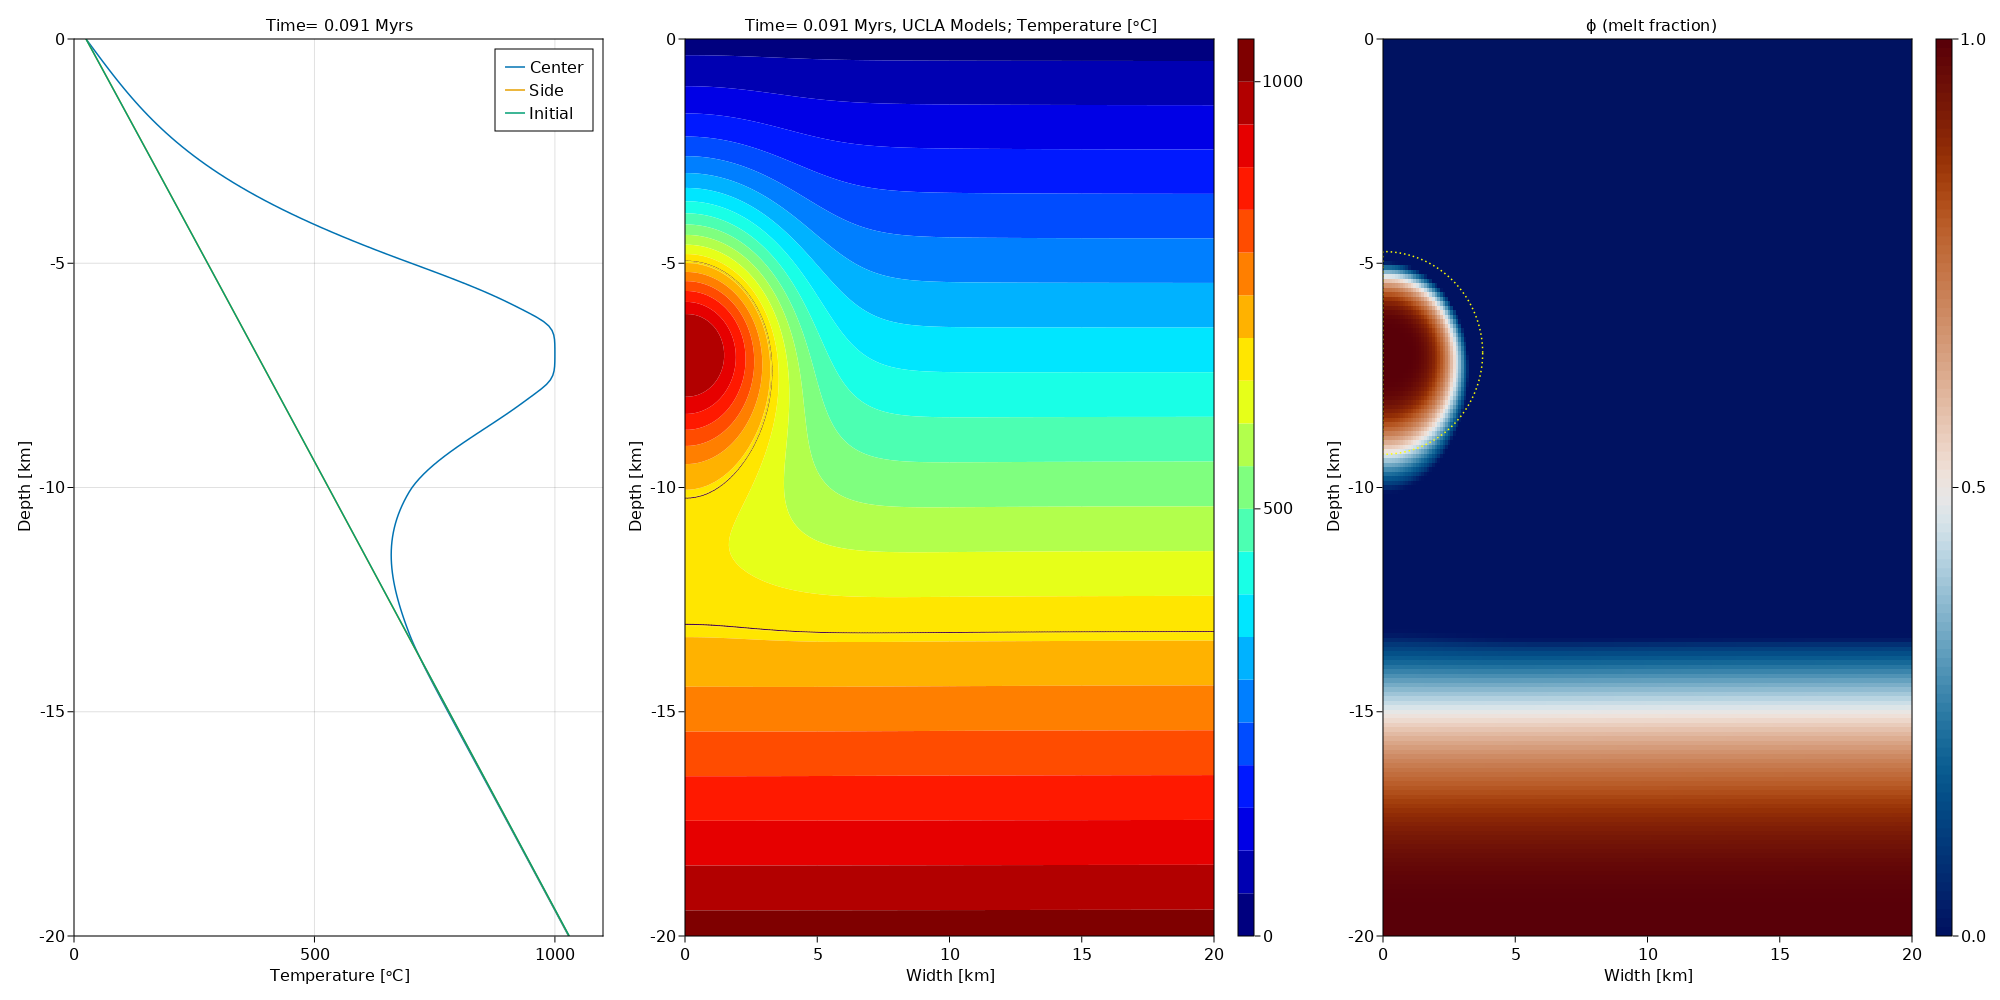 Time= 0.091 Myrs
0
-5
-10
-15
-20
Depth [km]
Center
Side
Initial
0
500
1000
Temperature [ᵒC]
Time= 0.091 Myrs, UCLA Models; Temperature [ᵒC]
0
-5
-10
-15
-20
Depth [km]
0
5
10
15
20
Width [km]
1000
500
0
ϕ (melt fraction)
0
-5
-10
-15
-20
Depth [km]
0
5
10
15
20
Width [km]
1.0
0.5
0.0